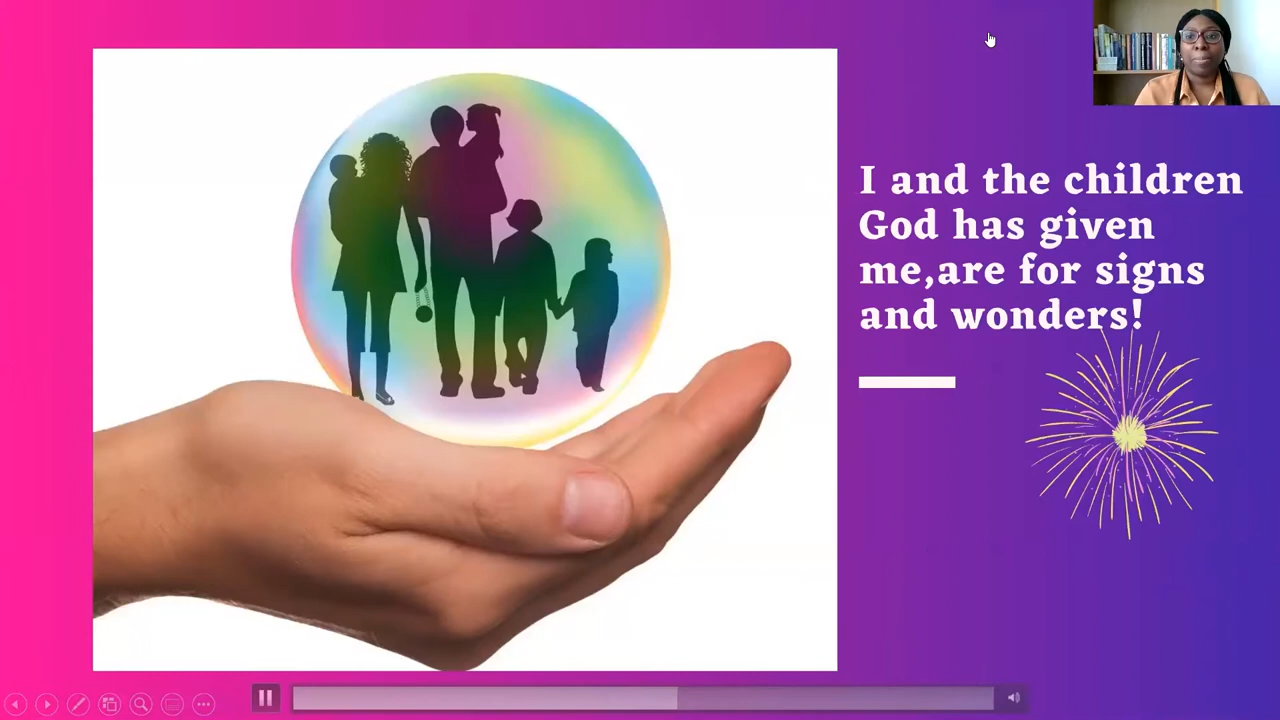 I and the children
God has given
me,are for signs
and wonders!